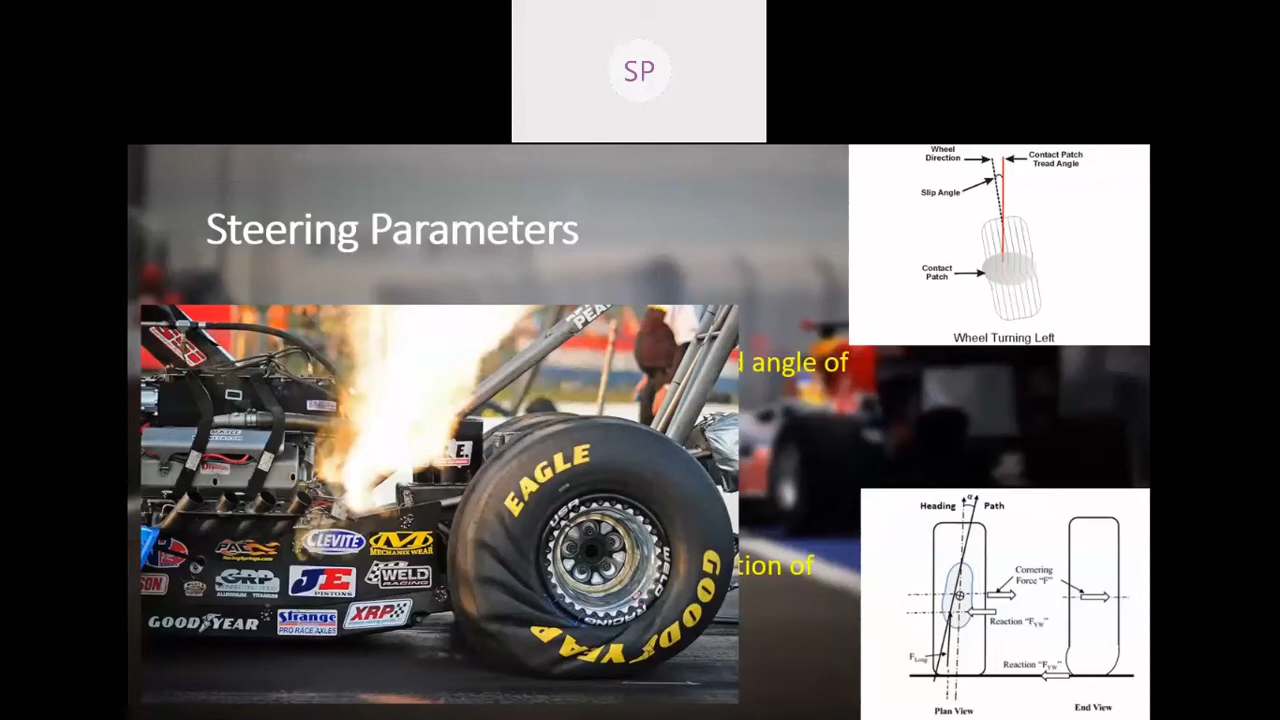 SP
Steering Parameters
Wheel
Direction
Contact Patch
Tread Angle
Slip Angle
Contact
Patch
Wheel Turning Left
angle of
tion of
EAGLE
GOODYEAR
CLEVITE
MECHANIX WEAR
GRP
JE
PISTONS
WELD
RACING
XRP
Strange
PRO RACE AXLES
GOODYEAR
SON
Heading
α
Path
Cornering
Force "F"
Reaction "FYW"
FLong
Reaction "FYW"
Plan View
End View